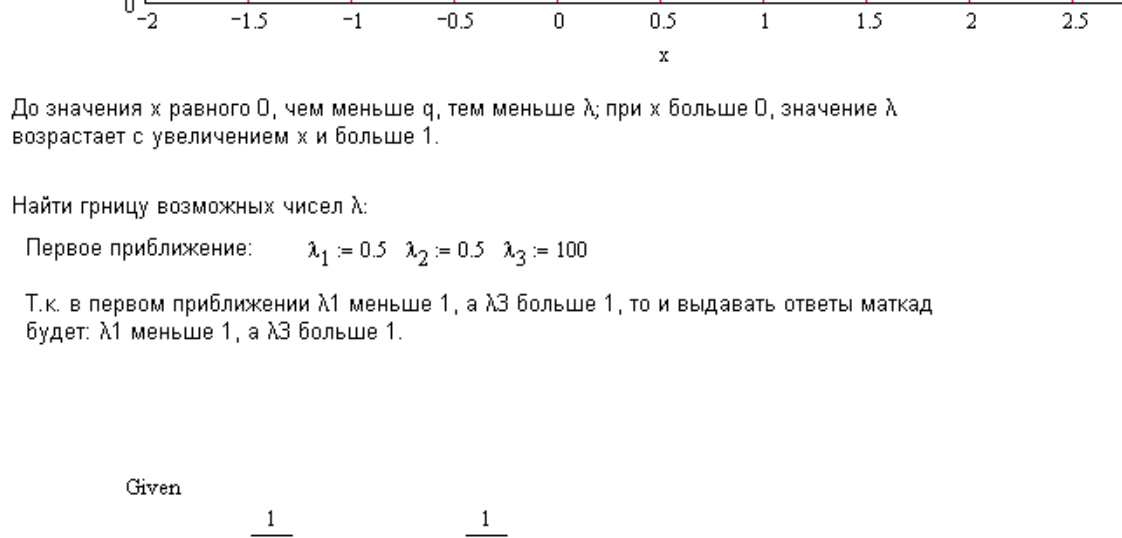 0
-2 -1.5 -1 -0.5 0 0.5 1 1.5 2 2.5
x
До значения х равного 0, чем меньше q, тем меньше λ; при х больше 0, значение λ
возрастает с увеличением х и больше 1.
Найти грницу возможных чисел λ:
Первое приближение: λ1 := 0.5 λ2 := 0.5 λ3 := 100
Т.к. в первом приближении λ1 меньше 1, а λ3 больше 1, то и выдавать ответы маткад
будет: λ1 меньше 1, а λ3 больше 1.
Given
1 1